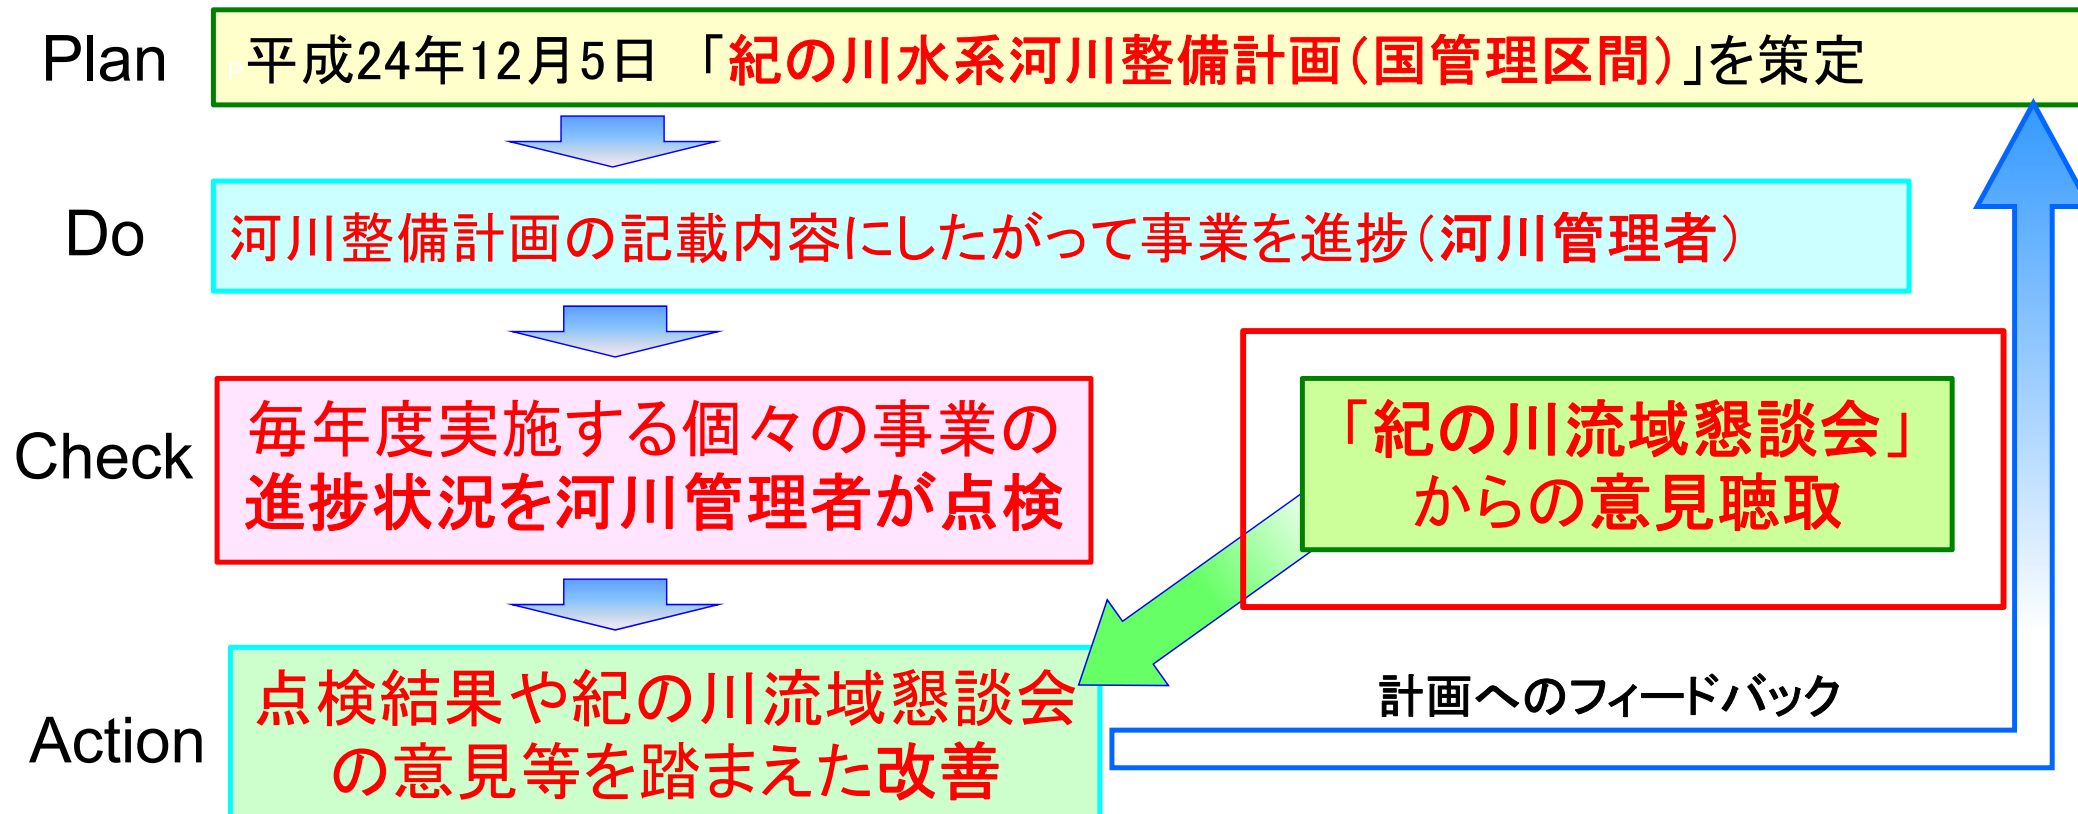 Plan
P平成24年12月5日 「紀の川水系河川整備計画（国管理区間）」を策定
Do
河川整備計画の記載内容にしたがって事業を進捗（河川管理者）
Check
毎年度実施する個々の事業の
進捗状況を河川管理者が点検
「紀の川流域懇談会」
からの意見聴取
Action
点検結果や紀の川流域懇談会
の意見等を踏まえた改善
計画へのフィードバック